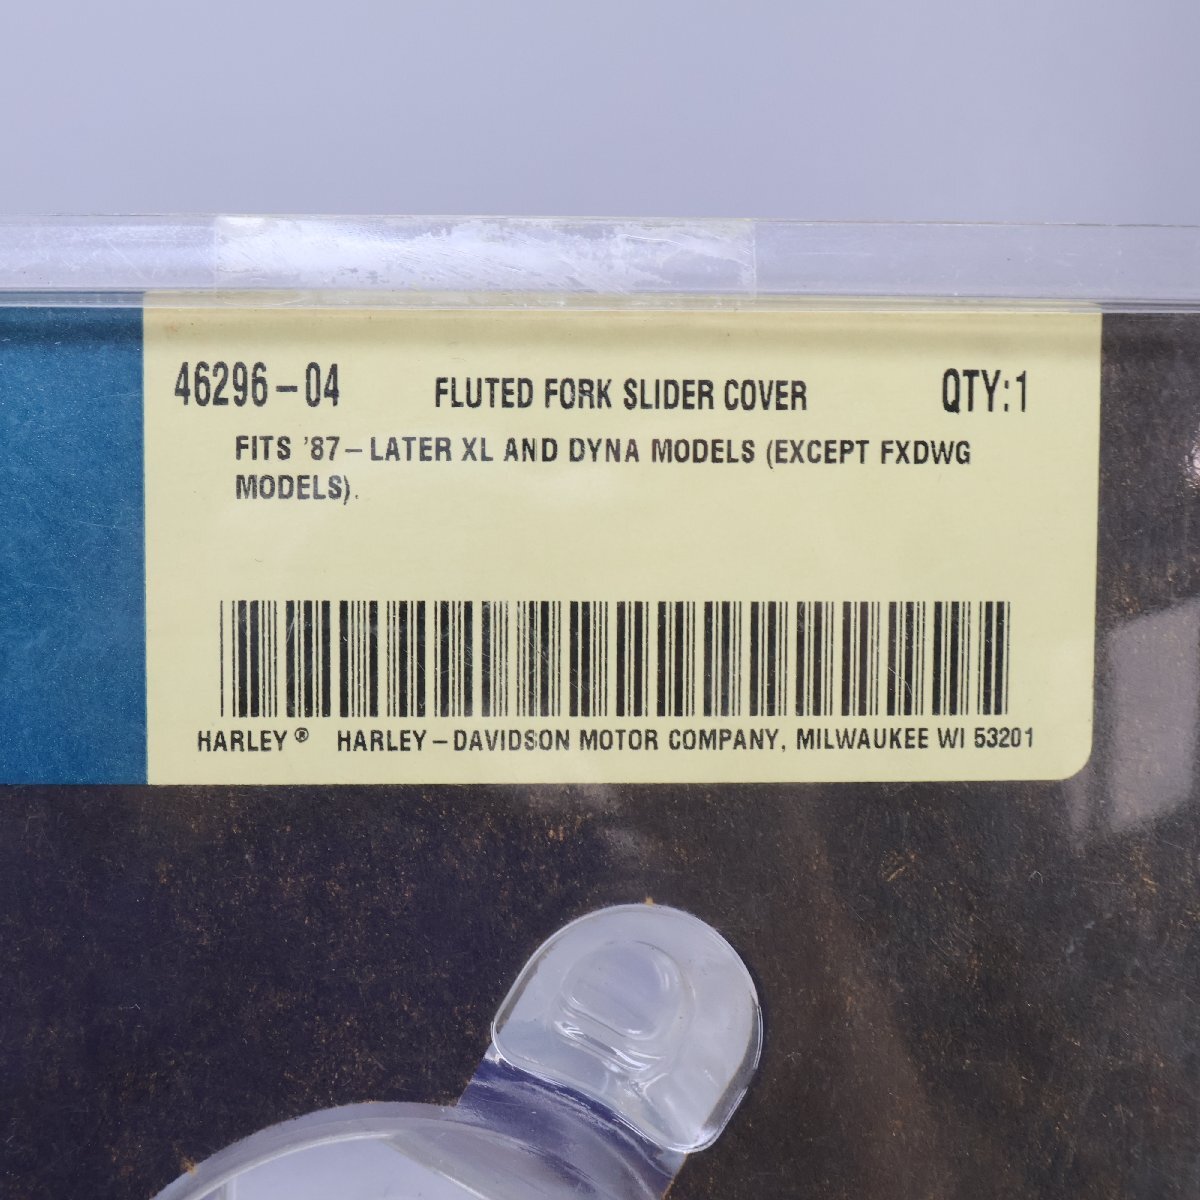 46296-04 FLUTED FORK SLIDER COVER QTY:1
FITS '87-LATER XL AND DYNA MODELS (EXCEPT FXDWG
MODELS).
HARLEY® HARLEY-DAVIDSON MOTOR COMPANY, MILWAUKEE WI 53201